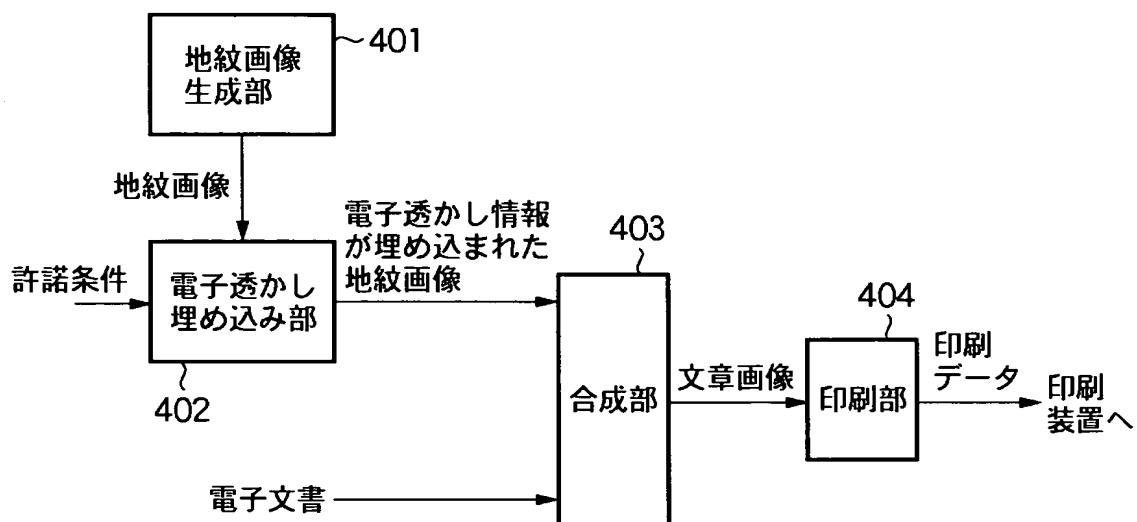 401
地紋画像
生成部
地紋画像
電子透かし情報
が埋め込まれた
地紋画像
許諾条件
電子透かし
埋め込み部
402
403
合成部
文章画像
404
印刷部
印刷
データ
印刷
装置へ
電子文書